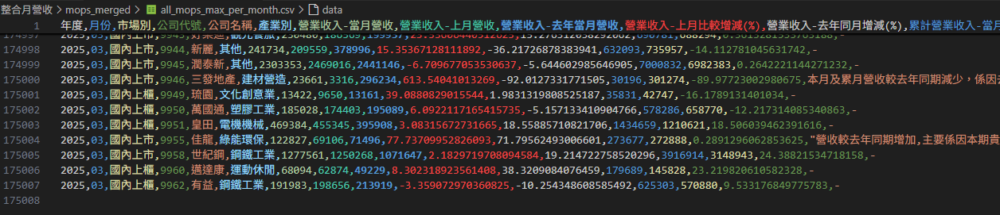 整合月營收 > mops_merged > all_mops_max_per_month.csv > data
1 年度,月份,市場別,公司代號,公司名稱,產業別,營業收入-當月營收,營業收入-上月營收,營業收入-去年當月營收,營業收入-上月比較增減(%),營業收入-去年同月增減(%),累計營業收入-當月
174998 2025,03,國內上市,9944,新麗,其他,241734,209559,378996,15.35367128111892,-36.21726878383941,632093,735957,-14.112781045631742,-
174999 2025,03,國內上市,9945,潤泰新,其他,2303353,2469016,2441146,-6.709677053530637,-5.644602985646905,7000832,6982383,0.2642221144271232,-
175000 2025,03,國內上市,9946,三發地產,建材營造,23661,3316,296234,613.54041013269,-92.0127331771505,30196,301274,-89.97723002980675,本月及累月營收較去年同期減少，係因
175001 2025,03,國內上櫃,9949,琉園,文化創意業,13422,9650,13161,39.0880829015544,1.9831319808525187,35831,42747,-16.1789131401034,-
175002 2025,03,國內上櫃,9950,萬國通,塑膠工業,185028,174403,195089,6.0922117165415735,-5.157133410904766,578286,658770,-12.217314085340863,-
175003 2025,03,國內上櫃,9951,皇田,電機機械,469384,455345,395908,3.08315672731665,18.55885710821706,1434659,1210621,18.506039462391616,-
175004 2025,03,國內上市,9955,佳龍,綠能環保,122827,69106,71496,77.73709952826093,71.79562493006601,273677,272888,0.2891296062853625,"營收較去年同期增加,主要係因本期貴
175005 2025,03,國內上市,9958,世紀鋼,鋼鐵工業,1277561,1250268,1071647,2.1829719708094584,19.214722758520296,3916914,3148943,24.38821534718158,-
175006 2025,03,國內上櫃,9960,邁達康,運動休閒,68094,62874,49229,8.302318923561408,38.3209084076459,179689,145828,23.219820610582328,-
175007 2025,03,國內上櫃,9962,有益,鋼鐵工業,191983,198656,213919,-3.359072970360825,-10.254348608585492,625303,570880,9.533176849775783,-
175008